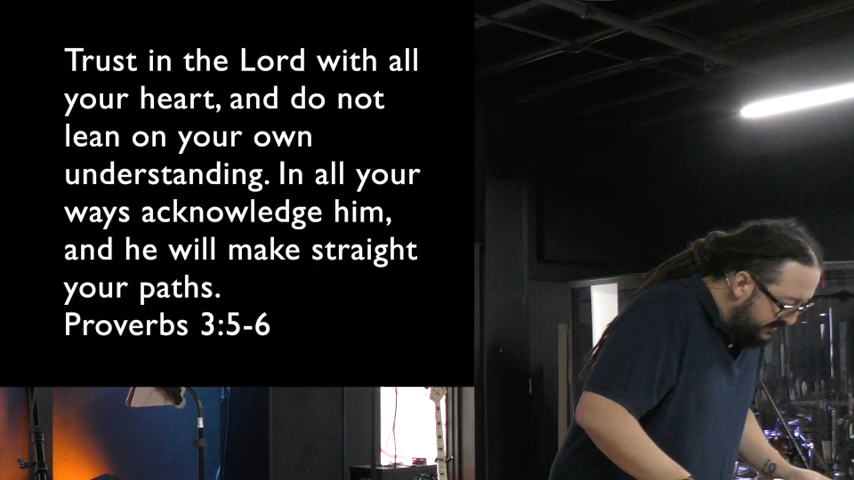 Trust in the Lord with all
your heart, and do not
lean on your own
understanding. In all your
ways acknowledge him,
and he will make straight
your paths.
Proverbs 3:5-6